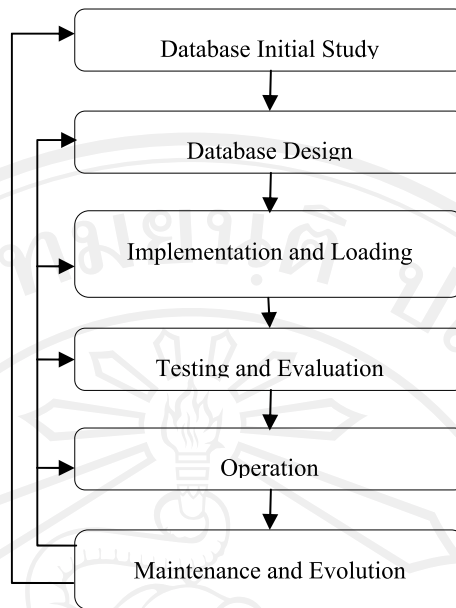 Database Initial Study
Database Design
Implementation and Loading
Testing and Evaluation
Operation
Maintenance and Evolution